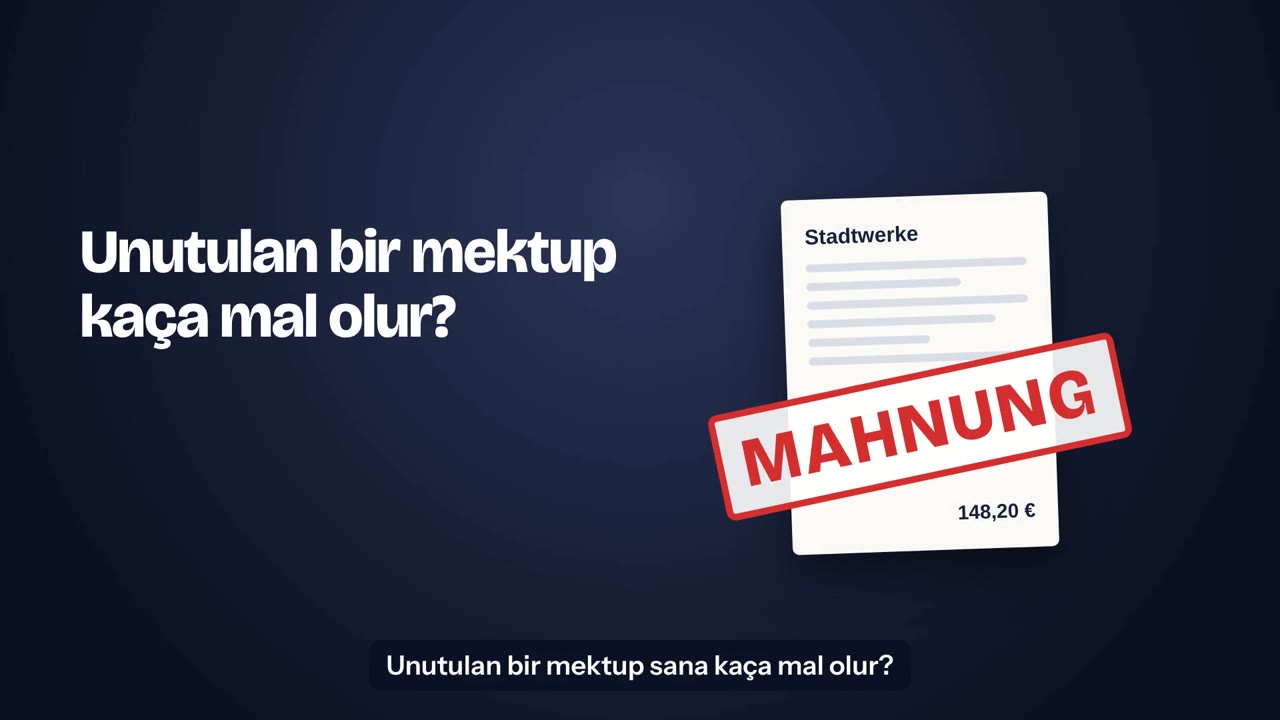 Unutulan bir mektup
kaça mal olur?
Stadtwerke
MAHNUNG
148,20 €
Unutulan bir mektup sana kaça mal olur?